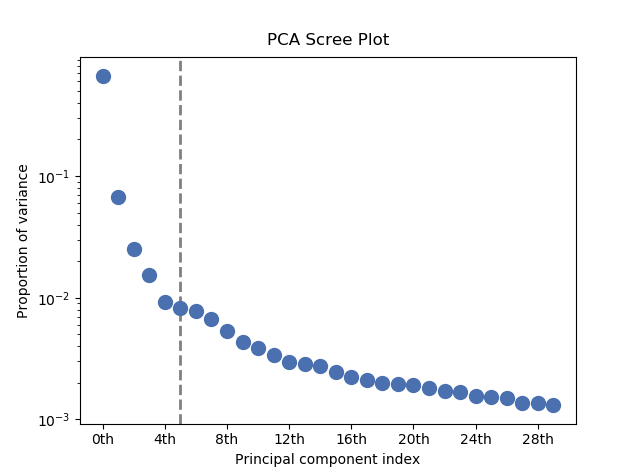 PCA Scree Plot
Proportion of variance
10⁻¹
10⁻²
10⁻³
0th 4th 8th 12th 16th 20th 24th 28th
Principal component index